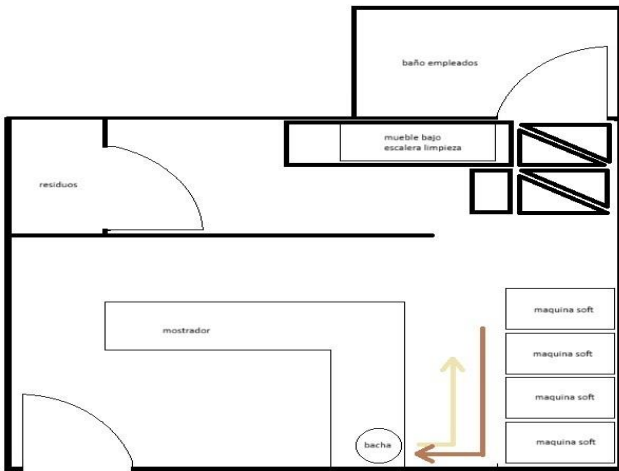 baño empleados
mueble bajo
escalera limpieza
residuos
maquina soft
mostrador
maquina soft
maquina soft
bacha
maquina soft